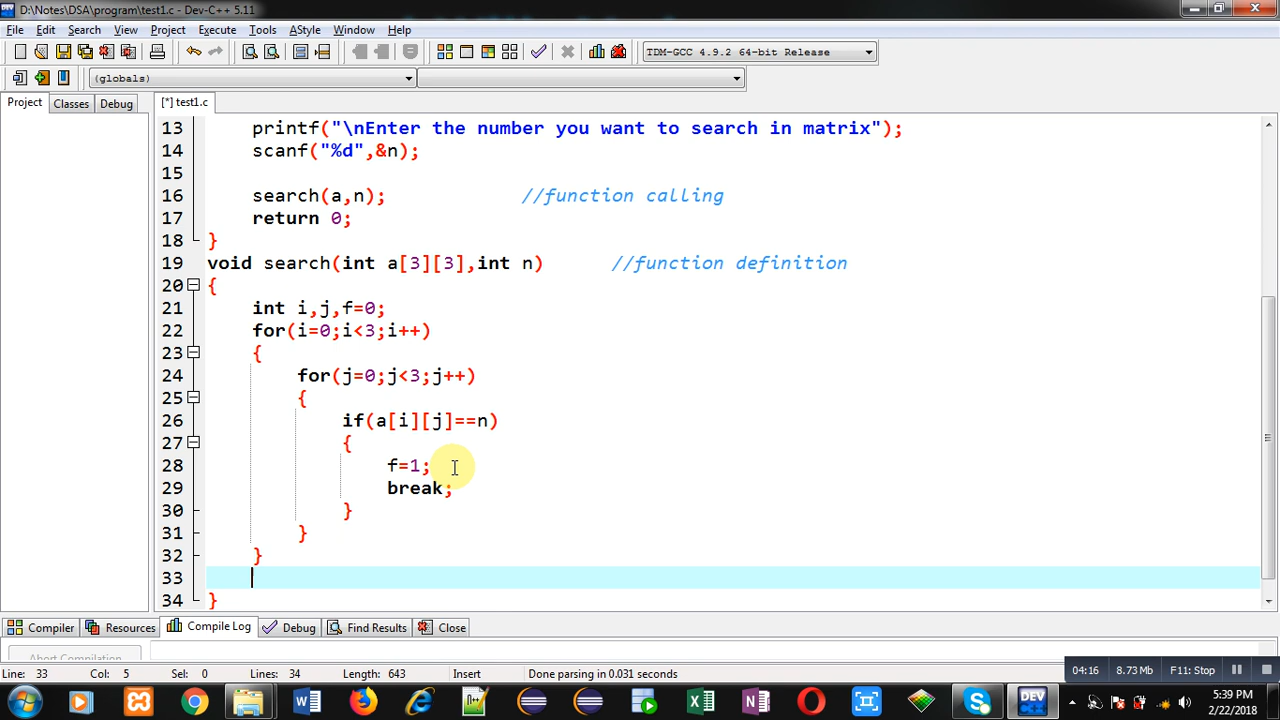 D:\Notes\DSA\program\test1.c - Dev-C++ 5.11
File Edit Search View Project Execute Tools AStyle Window Help
TDM-GCC 4.9.2 64-bit Release
(globals)
Project Classes Debug [*] test1.c
13 printf("\nEnter the number you want to search in matrix");
14 scanf("%d",&n);
15
16 search(a,n); //function calling
17 return 0;
18 }
19 void search(int a[3][3],int n) //function definition
20 {
21 int i,j,f=0;
22 for(i=0;i<3;i++)
23 {
24 for(j=0;j<3;j++)
25 {
26 if(a[i][j]==n)
27 {
28 f=1;
29 break;
30 }
31 }
32 }
33
34 }
Compiler Resources Compile Log Debug Find Results Close
Abort Compilation
Line: 33 Col: 5 Sel: 0 Lines: 34 Length: 643 Insert Done parsing in 0.031 seconds
04:16 8.73 Mb F11: Stop
DEV
5:39 PM
2/22/2018